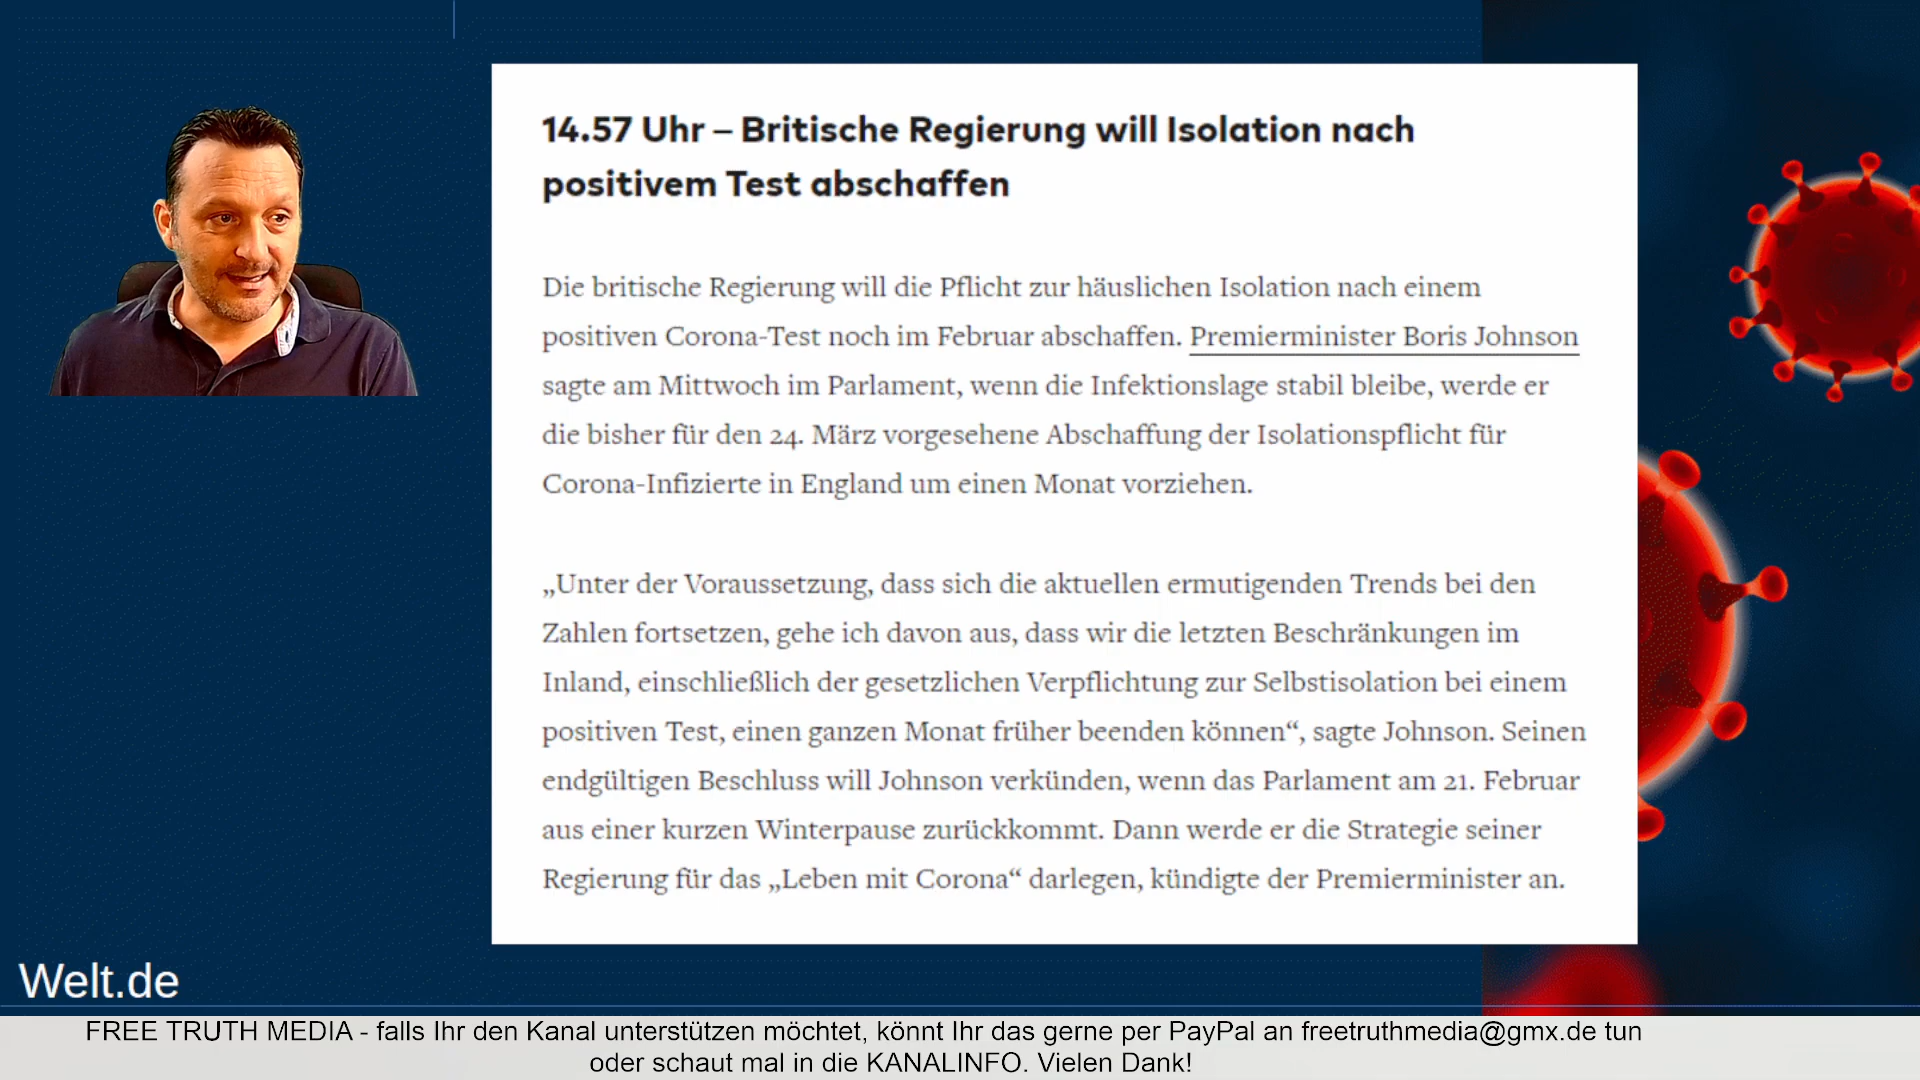 14.57 Uhr – Britische Regierung will Isolation nach
positivem Test abschaffen
Die britische Regierung will die Pflicht zur häuslichen Isolation nach einem
positiven Corona-Test noch im Februar abschaffen. Premierminister Boris Johnson
sagte am Mittwoch im Parlament, wenn die Infektionslage stabil bleibe, werde er
die bisher für den 24. März vorgesehene Abschaffung der Isolationspflicht für
Corona-Infizierte in England um einen Monat vorziehen.
„Unter der Voraussetzung, dass sich die aktuellen ermutigenden Trends bei den
Zahlen fortsetzen, gehe ich davon aus, dass wir die letzten Beschränkungen im
Inland, einschließlich der gesetzlichen Verpflichtung zur Selbstisolation bei einem
positiven Test, einen ganzen Monat früher beenden können“, sagte Johnson. Seinen
endgültigen Beschluss will Johnson verkünden, wenn das Parlament am 21. Februar
aus einer kurzen Winterpause zurückkommt. Dann werde er die Strategie seiner
Regierung für das „Leben mit Corona“ darlegen, kündigte der Premierminister an.
Welt.de
FREE TRUTH MEDIA - falls Ihr den Kanal unterstützen möchtet, könnt Ihr das gerne per PayPal an freetruthmedia@gmx.de tun
oder schaut mal in die KANALINFO. Vielen Dank!